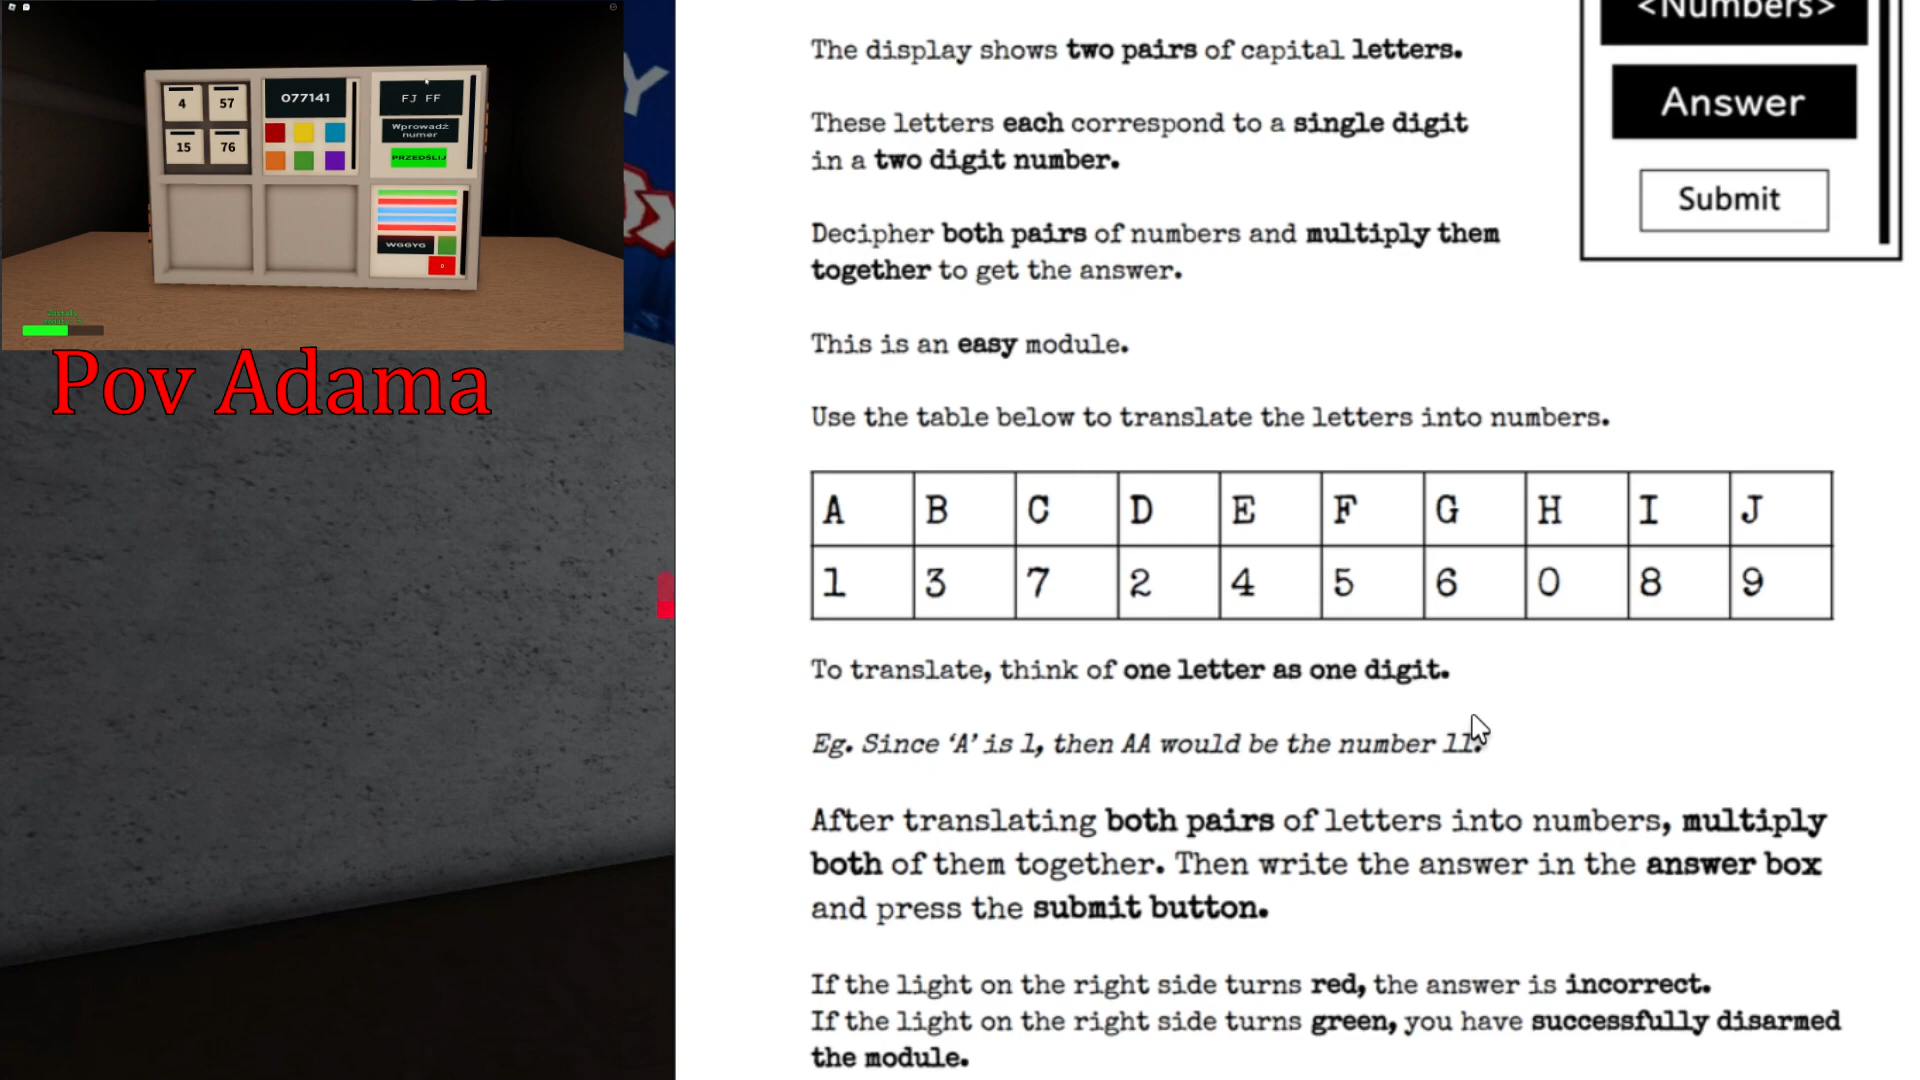 4
57
15
76
077141
FJ FF
Wprowadź
numer
PRZEDŚLIJ
WGGYG
0
Pov Adama
<Numbers>
Answer
Submit
The display shows two pairs of capital letters.
These letters each correspond to a single digit
in a two digit number.
Decipher both pairs of numbers and multiply them
together to get the answer.
This is an easy module.
Use the table below to translate the letters into numbers.
A B C D E F G H I J
1 3 7 2 4 5 6 0 8 9
To translate, think of one letter as one digit.
Eg. Since ‘A’ is 1, then AA would be the number 11.
After translating both pairs of letters into numbers, multiply
both of them together. Then write the answer in the answer box
and press the submit button.
If the light on the right side turns red, the answer is incorrect.
If the light on the right side turns green, you have successfully disarmed
the module.